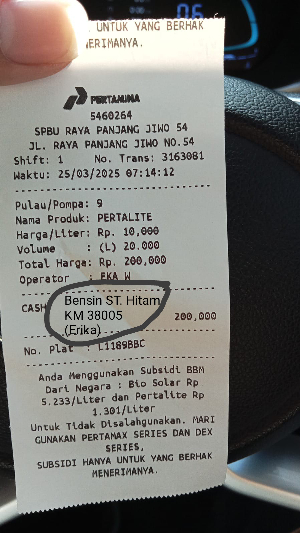 UNTUK YANG BERHAK
MENERIMANYA.
PERTAMINA
5460264
SPBU RAYA PANJANG JIWO 54
JL. RAYA PANJANG JIWO NO.54
Shift: 1 No. Trans: 3163081
Waktu: 25/03/2025 07:14:12
Pulau/Pompa: 9
Nama Produk: PERTALITE
Harga/Liter: Rp. 10,000
Volume : (L) 20.000
Total Harga: Rp. 200,000
Operator : EKA W
Bensin ST. Hitam
CASH
KM 38005
200,000
(Erika)
No. Plat : L1189BBC
Anda Menggunakan Subsidi BBM
Dari Negara : Bio Solar Rp
5.233/Liter dan Pertalite Rp
1.301/Liter
Untuk Tidak Disalahgunakan. MARI
GUNAKAN PERTAMAX SERIES DAN DEX
SERIES,
SUBSIDI HANYA UNTUK YANG BERHAK
MENERIMANYA.